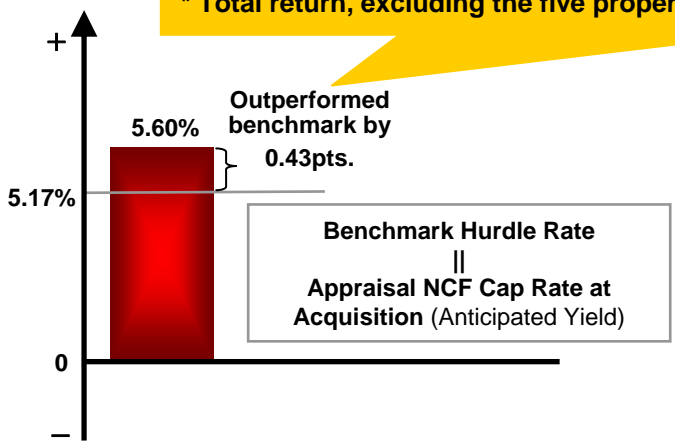 * Total return, excluding the five
+
Outperformed
benchmark by
0.43pts.
5.60%
5.17%
Benchmark Hurdle Rate
||
Appraisal NCF Cap Rate at
Acquisition (Anticipated Yield)
0
−